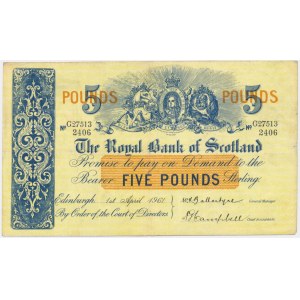 5 POUNDS POUNDS 5
No G27513 2406 No G27513 2406
The Royal Bank of Scotland
Promise to pay on Demand to the
Bearer FIVE POUNDS Sterling.
Edinburgh 1st April
By Order of the Court of Directors